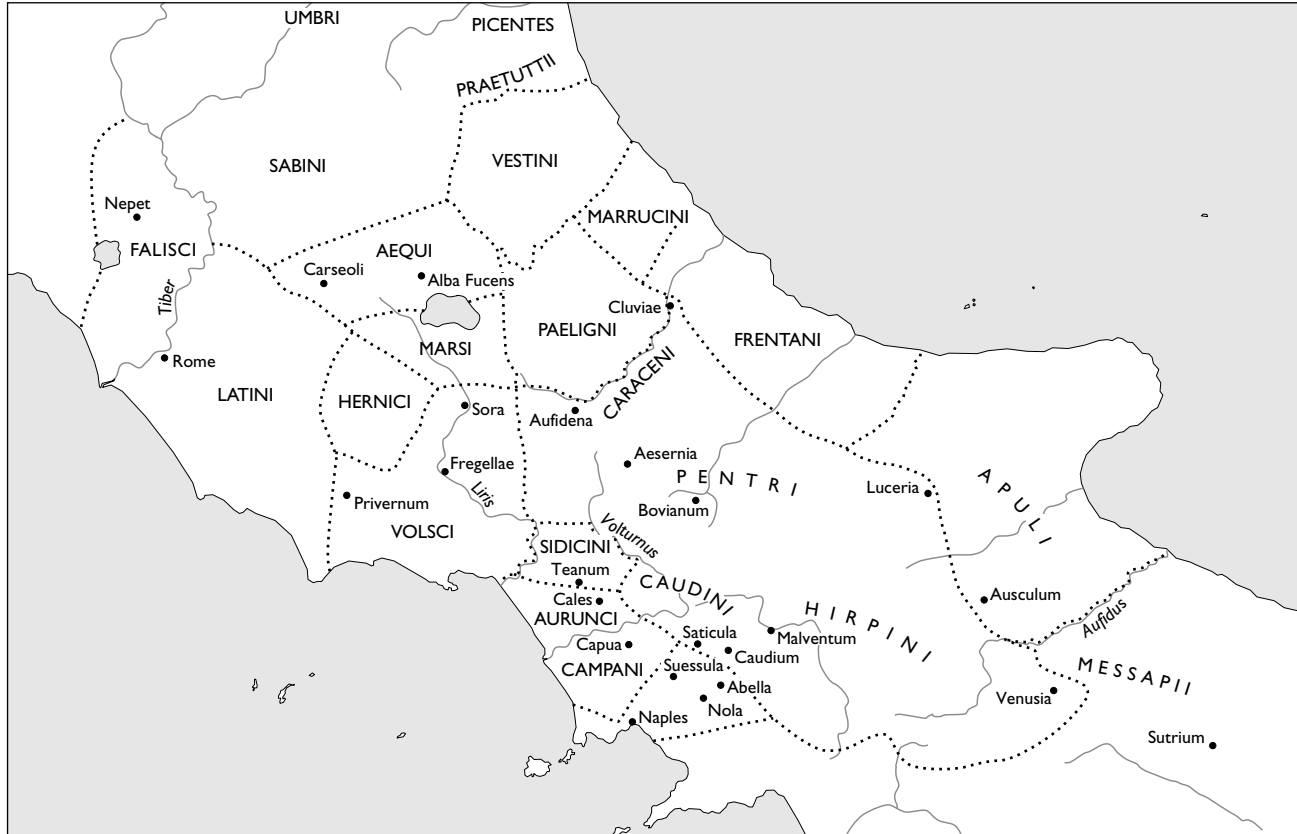 UMBRI
PICENTES
PRAETUTTII
SABINI
VESTINI
Nepet
MARRUCINI
FALISCI
AEQUI
Carseoli
Alba Fucens
Tiber
Cluviae
PAELIGNI
FRENTANI
MARSI
Rome
CARACENI
LATINI
HERNICI
Sora
Aufidena
Aesernia
Fregellae
PENTRI
Luceria
APULI
Privernum
Liris
Bovianum
VOLSCI
Volturnus
SIDICINI
Teanum
CAUDINI
HIRPINI
Cales
Ausculum
AURUNCI
Aufidus
Saticula
Malventum
Capua
Caudium
CAMPANI
Suessula
MESSAPII
Abella
Venusia
Nola
Naples
Sutrium